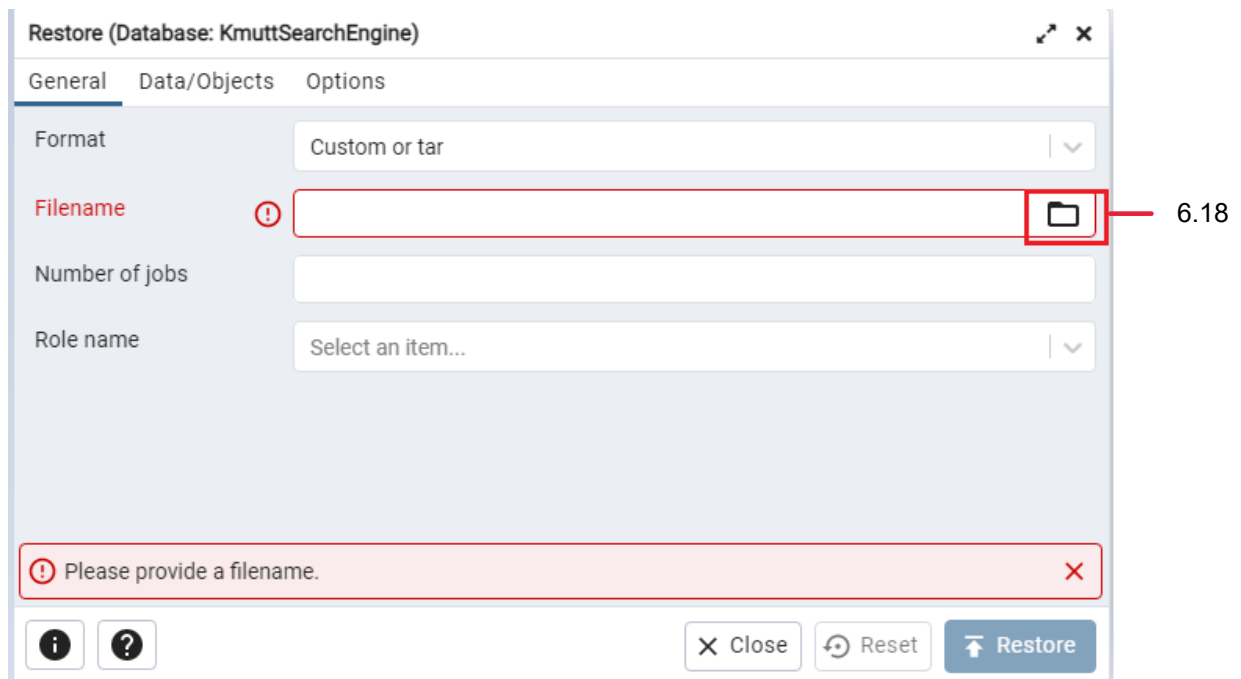 Restore (Database: KmuttSearchEngine)
General Data/Objects Options
Format Custom or tar
Filename 6.18
Number of jobs
Role name Select an item...
Please provide a filename.
Close Reset Restore